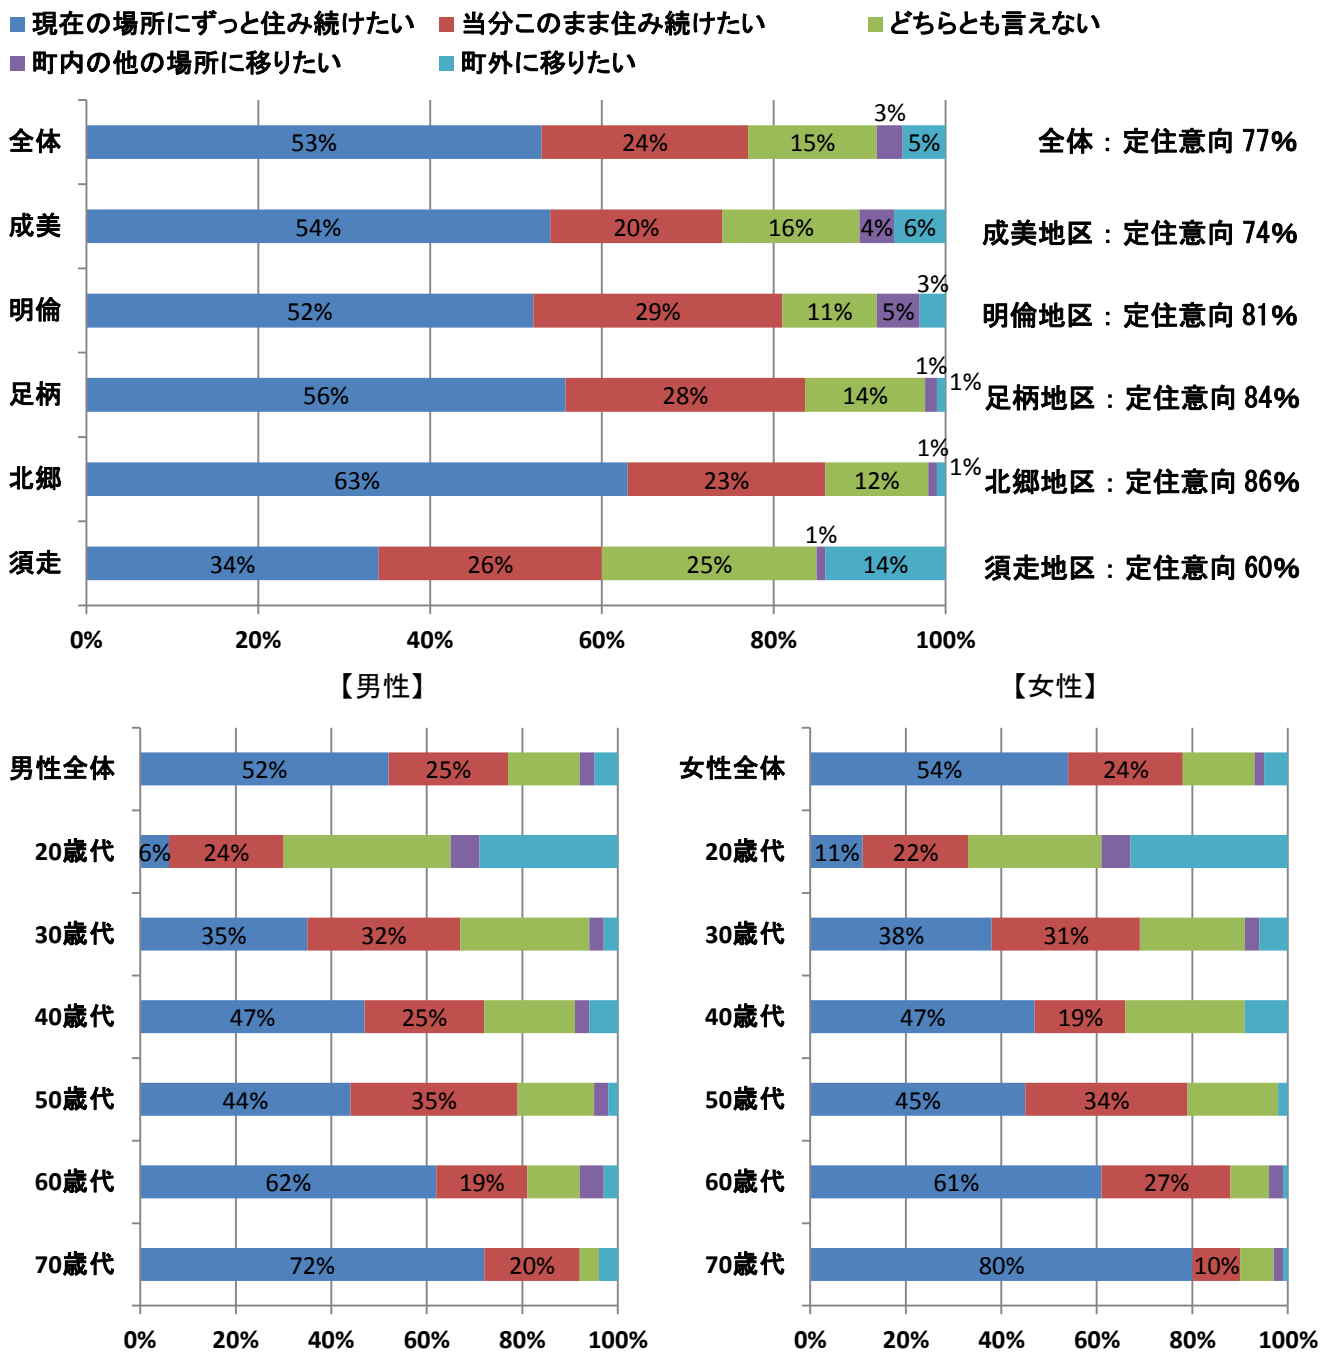 現在の場所にずっと住み続けたい 当分このまま住み続けたい どちらとも言えない
町内の他の場所に移りたい 町外に移りたい
全体 53% 24% 15% 3% 5% 全体：定住意向 77%
成美 54% 20% 16% 4% 6% 成美地区：定住意向 74%
明倫 52% 29% 11% 5% 3% 明倫地区：定住意向 81%
足柄 56% 28% 14% 1% 1% 足柄地区：定住意向 84%
北郷 63% 23% 12% 1% 1% 北郷地区：定住意向 86%
須走 34% 26% 25% 1% 14% 須走地区：定住意向 60%
0% 20% 40% 60% 80% 100%
【男性】
男性全体 52% 25%
20歳代 6% 24%
30歳代 35% 32%
40歳代 47% 25%
50歳代 44% 35%
60歳代 62% 19%
70歳代 72% 20%
0% 20% 40% 60% 80% 100%
【女性】
女性全体 54% 24%
20歳代 11% 22%
30歳代 38% 31%
40歳代 47% 19%
50歳代 45% 34%
60歳代 61% 27%
70歳代 80% 10%
0% 20% 40% 60% 80% 100%